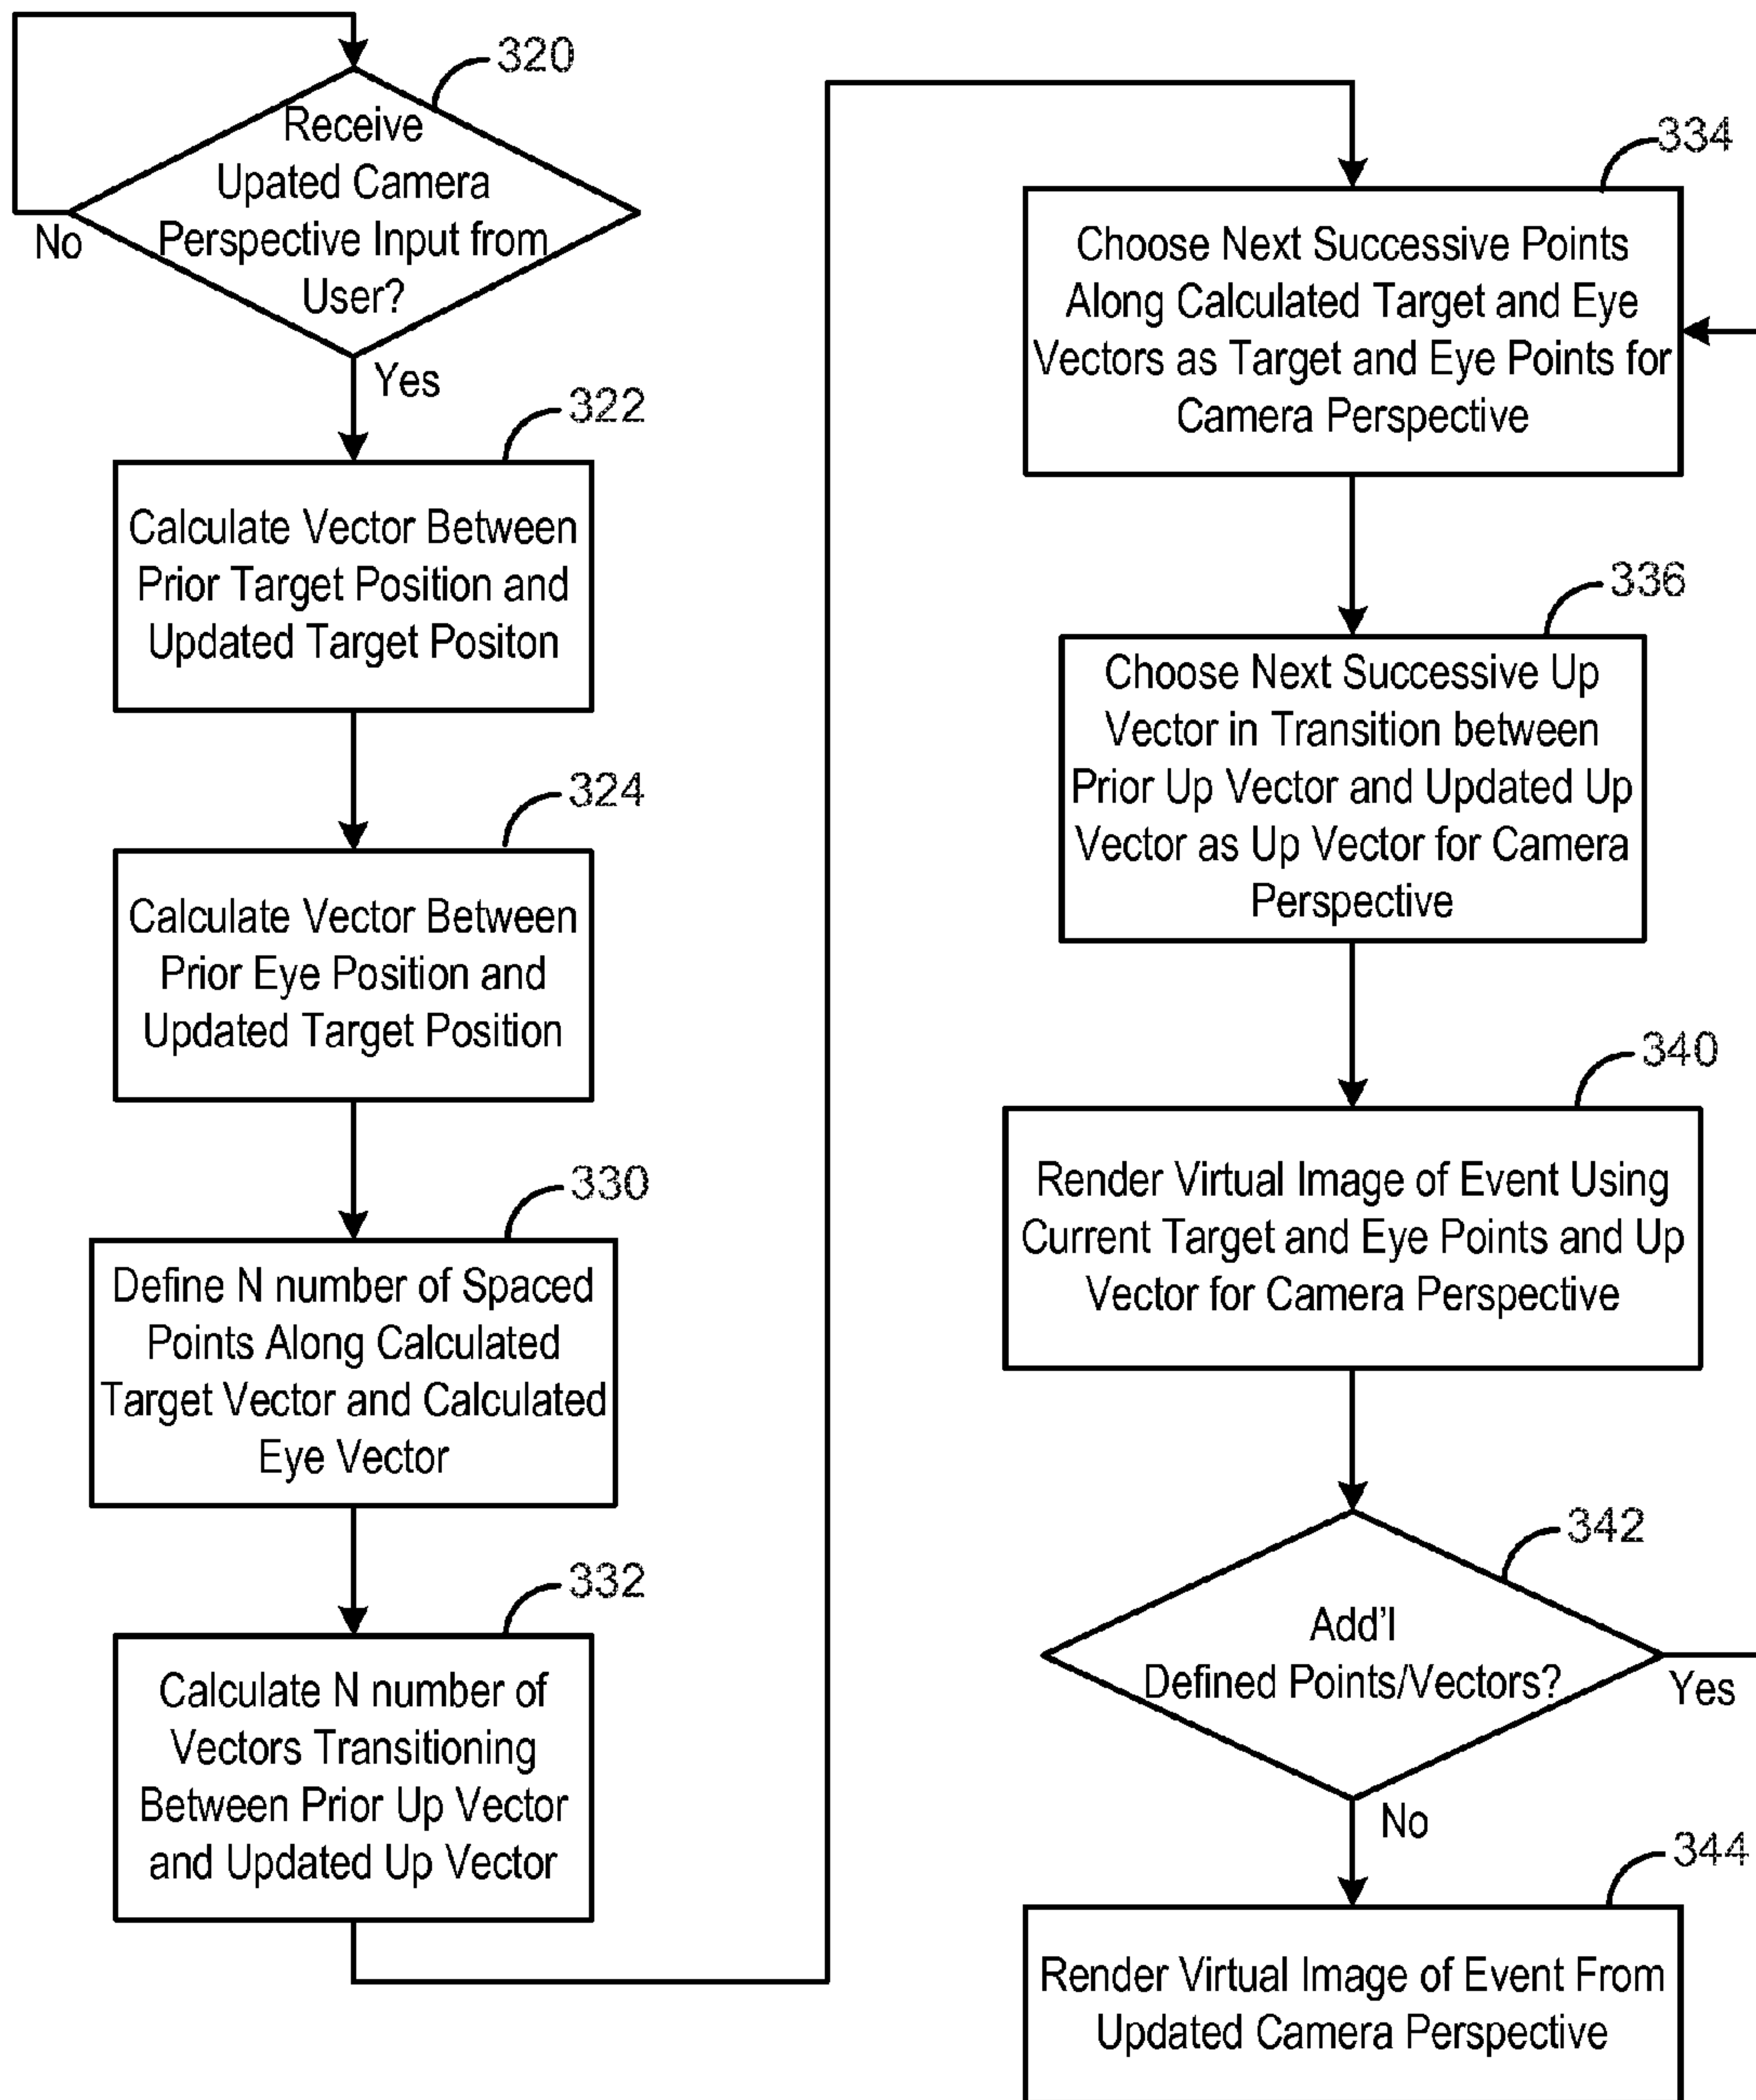 320
Receive
Upated Camera
Perspective Input from
User?
No
Yes
322
Calculate Vector Between
Prior Target Position and
Updated Target Positon
324
Calculate Vector Between
Prior Eye Position and
Updated Target Position
330
Define N number of Spaced
Points Along Calculated
Target Vector and Calculated
Eye Vector
332
Calculate N number of
Vectors Transitioning
Between Prior Up Vector
and Updated Up Vector
334
Choose Next Successive Points
Along Calculated Target and Eye
Vectors as Target and Eye Points for
Camera Perspective
336
Choose Next Successive Up
Vector in Transition between
Prior Up Vector and Updated Up
Vector as Up Vector for Camera
Perspective
340
Render Virtual Image of Event Using
Current Target and Eye Points and Up
Vector for Camera Perspective
342
Add'l
Defined Points/Vectors?
Yes
No
344
Render Virtual Image of Event From
Updated Camera Perspective